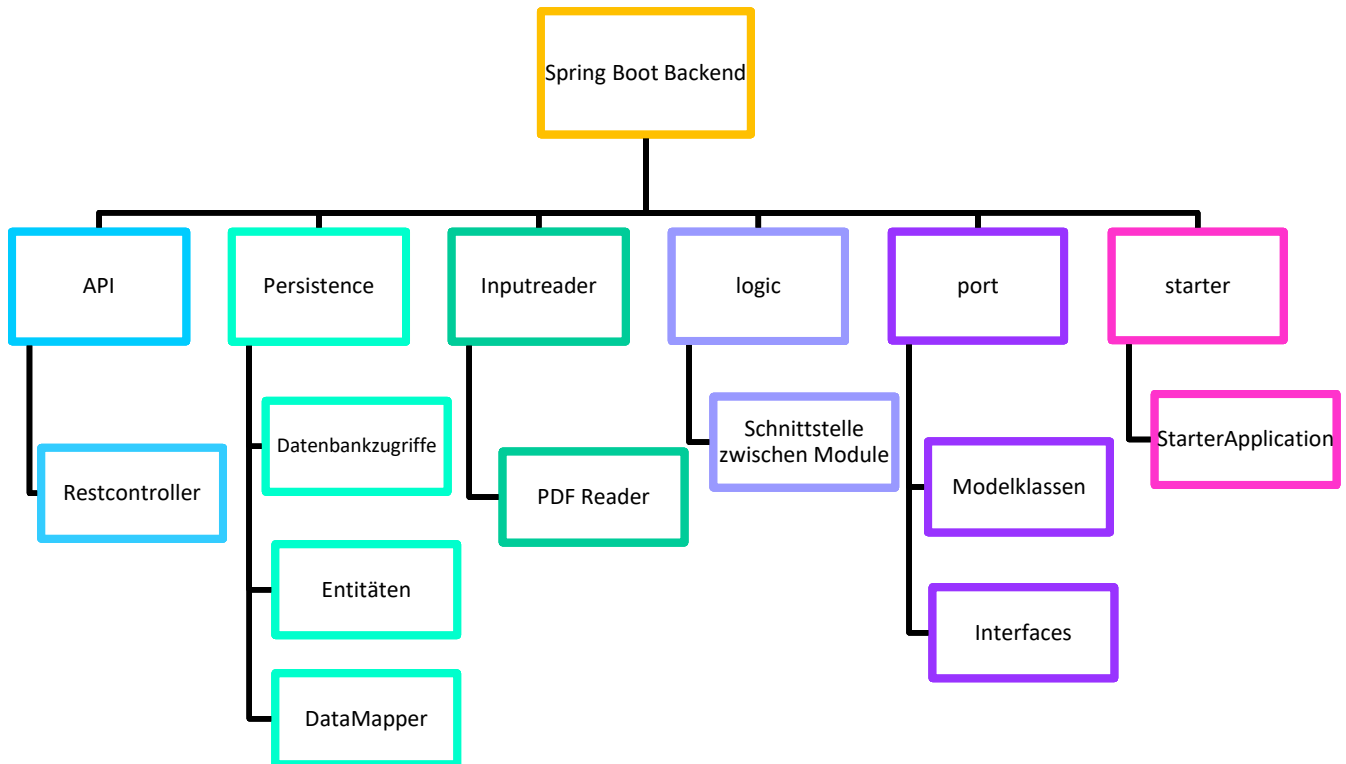 Spring Boot Backend
API
Persistence
Inputreader
logic
port
starter
Restcontroller
Datenbankzugriffe
Entitäten
DataMapper
PDF Reader
Schnittstelle
zwischen Module
Modelklassen
Interfaces
StarterApplication